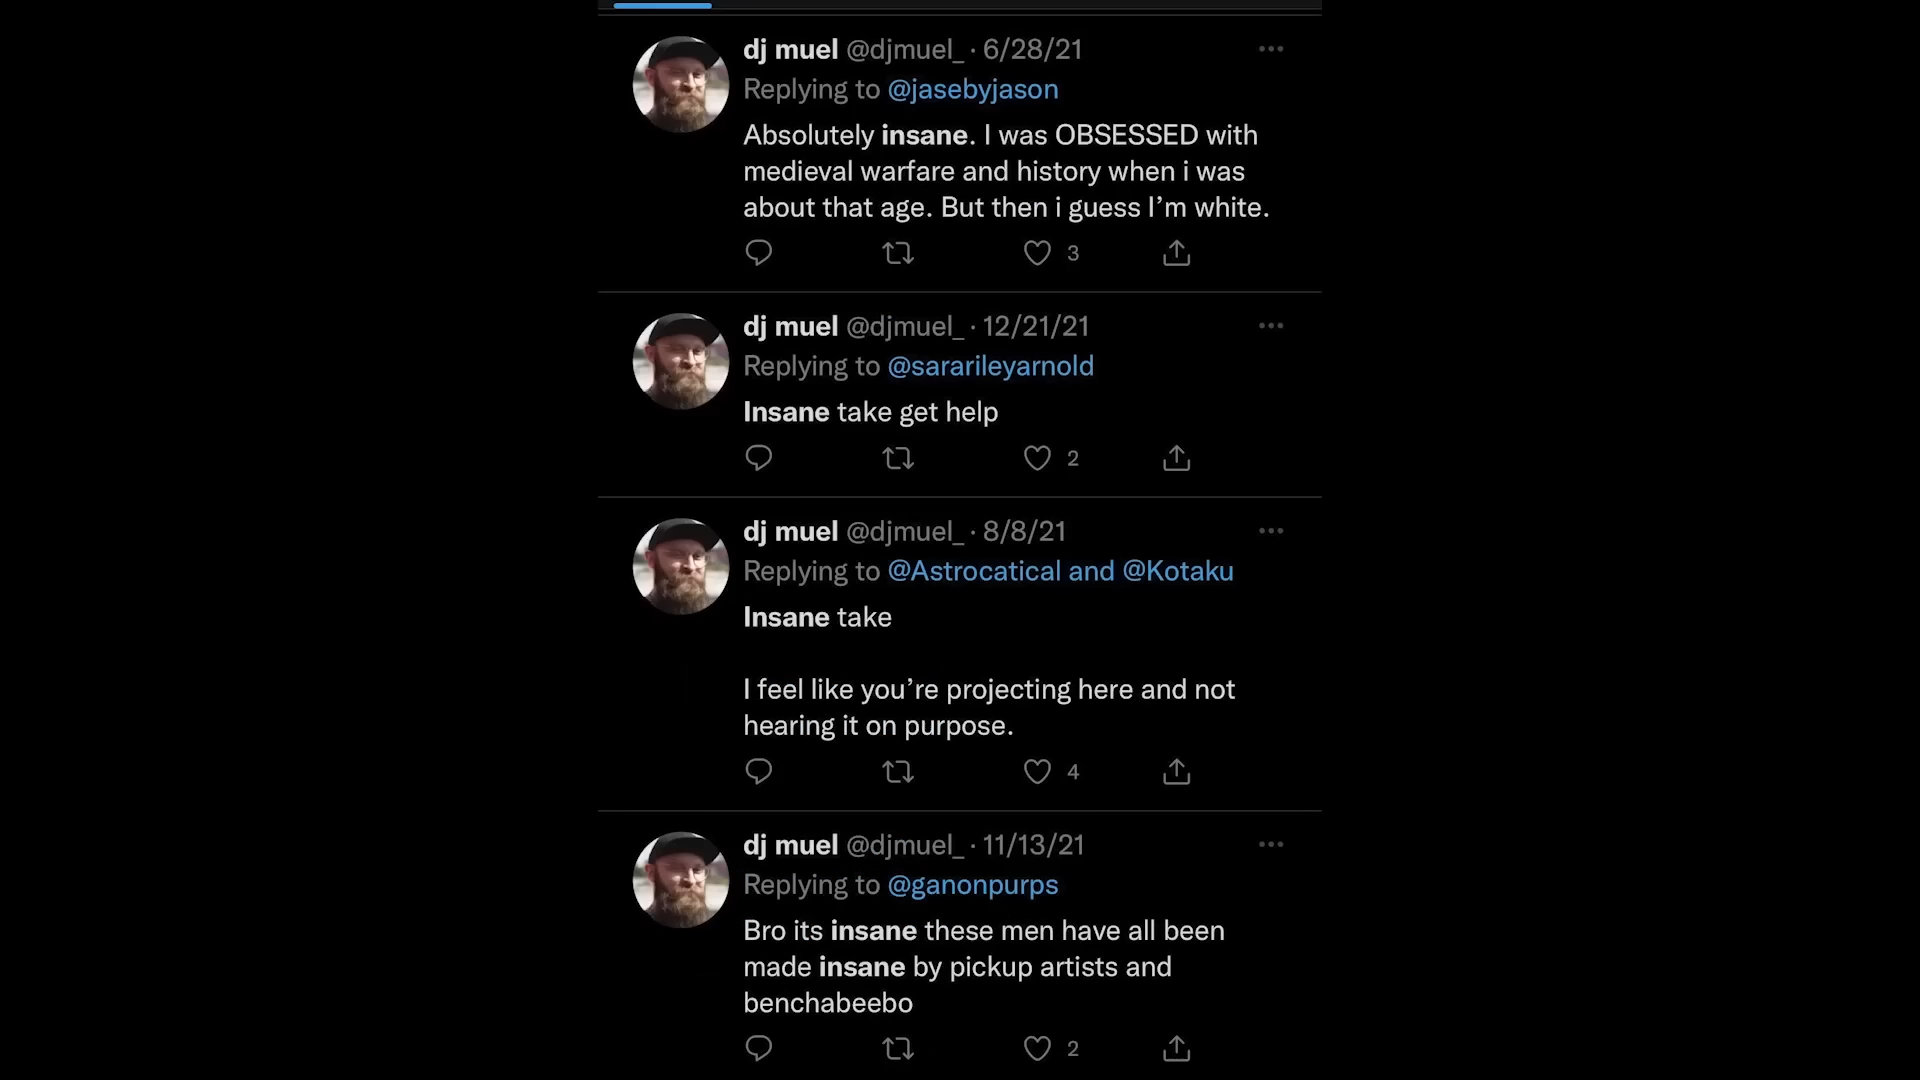 dj muel @djmuel_ · 6/28/21
Replying to @jasebyjason
Absolutely insane. I was OBSESSED with
medieval warfare and history when i was
about that age. But then i guess I’m white.
3
dj muel @djmuel_ · 12/21/21
Replying to @sararileyarnold
Insane take get help
2
dj muel @djmuel_ · 8/8/21
Replying to @Astrocatical and @Kotaku
Insane take
I feel like you’re projecting here and not
hearing it on purpose.
4
dj muel @djmuel_ · 11/13/21
Replying to @ganonpurps
Bro its insane these men have all been
made insane by pickup artists and
benchabeebo
2